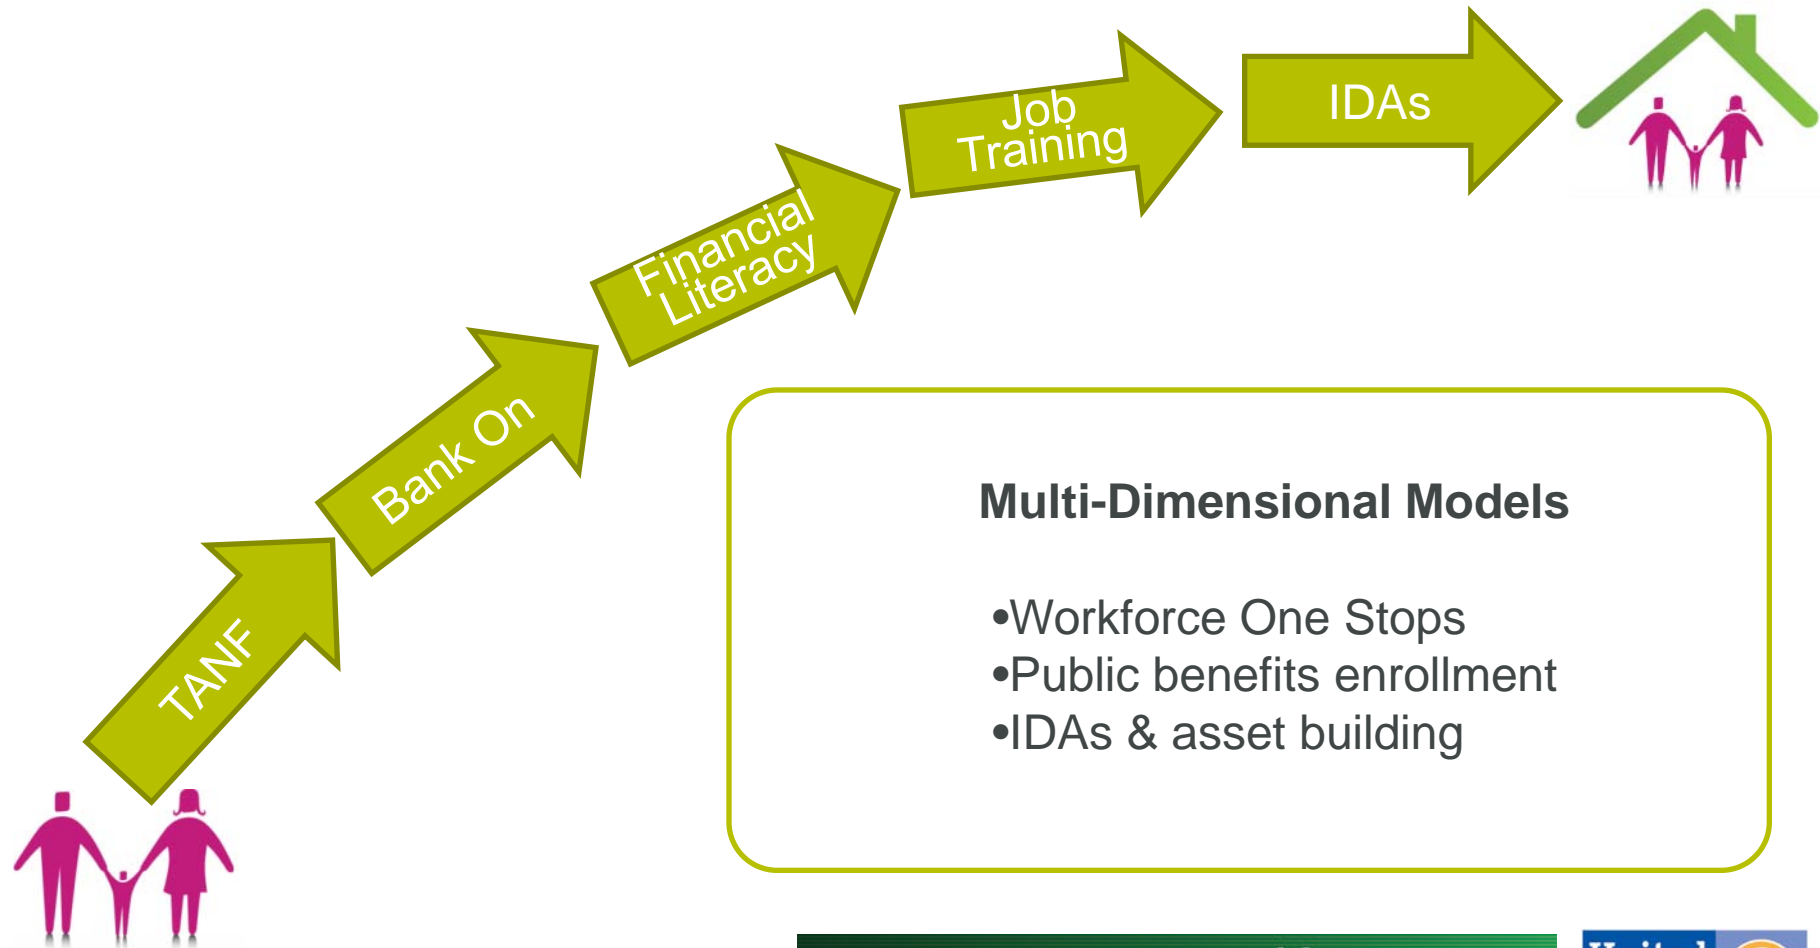 Job
Training
IDAs
Financial
Literacy
Bank On
TANF
Multi-Dimensional Models
•Workforce One Stops
•Public benefits enrollment
•IDAs & asset building
United